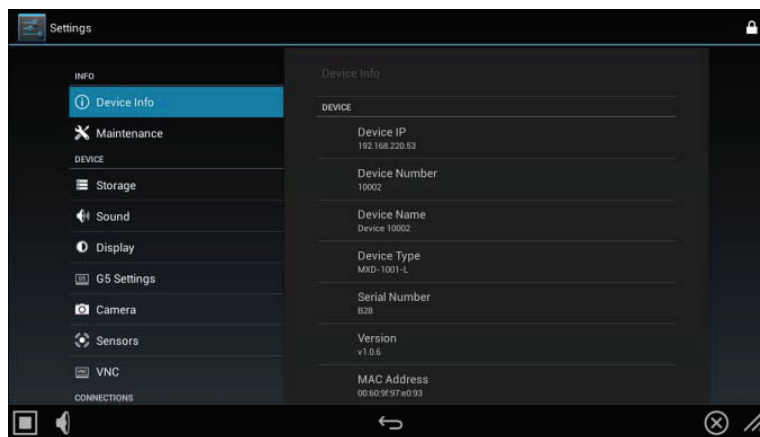 Settings
INFO
Device Info
Maintenance
DEVICE
Storage
Sound
Display
G5 Settings
Camera
Sensors
VNC
CONNECTIONS
Device Info
DEVICE
Device IP
192.168.220.53
Device Number
10002
Device Name
Device 10002
Device Type
MXD-1001-L
Serial Number
B28
Version
v1.0.6
MAC Address
00:60:9f:97:e0:93